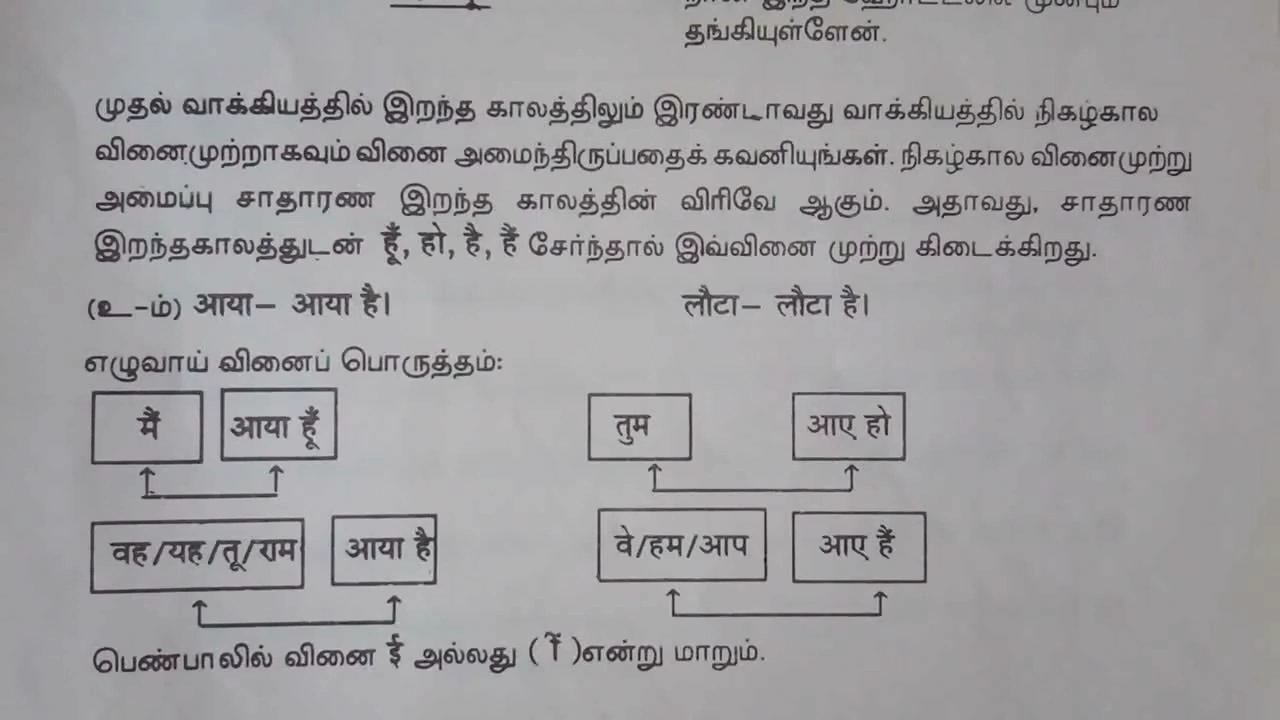 தங்கியுள்ளேன்.
முதல் வாக்கியத்தில் இறந்த காலத்திலும் இரண்டாவது வாக்கியத்தில் நிகழ்கால
வினைமுற்றாகவும் வினை அமைந்திருப்பதைக் கவனியுங்கள். நிகழ்கால வினைமுற்று
அமைப்பு சாதாரண இறந்த காலத்தின் விரிவே ஆகும். அதாவது, சாதாரண
இறந்தகாலத்துடன் हूँ, हो, है, हैं சேர்ந்தால் இவ்வினை முற்று கிடைக்கிறது.
(உ-ம்) आया– आया है। लौटा– लौटा है।
எழுவாய் வினைப் பொருத்தம்:
मैं आया हूँ तुम आए हो
वह/यह/तू/राम आया है वे/हम/आप आए हैं
பெண்பாலில் வினை ई அல்லது ( ीं )என்று மாறும்.